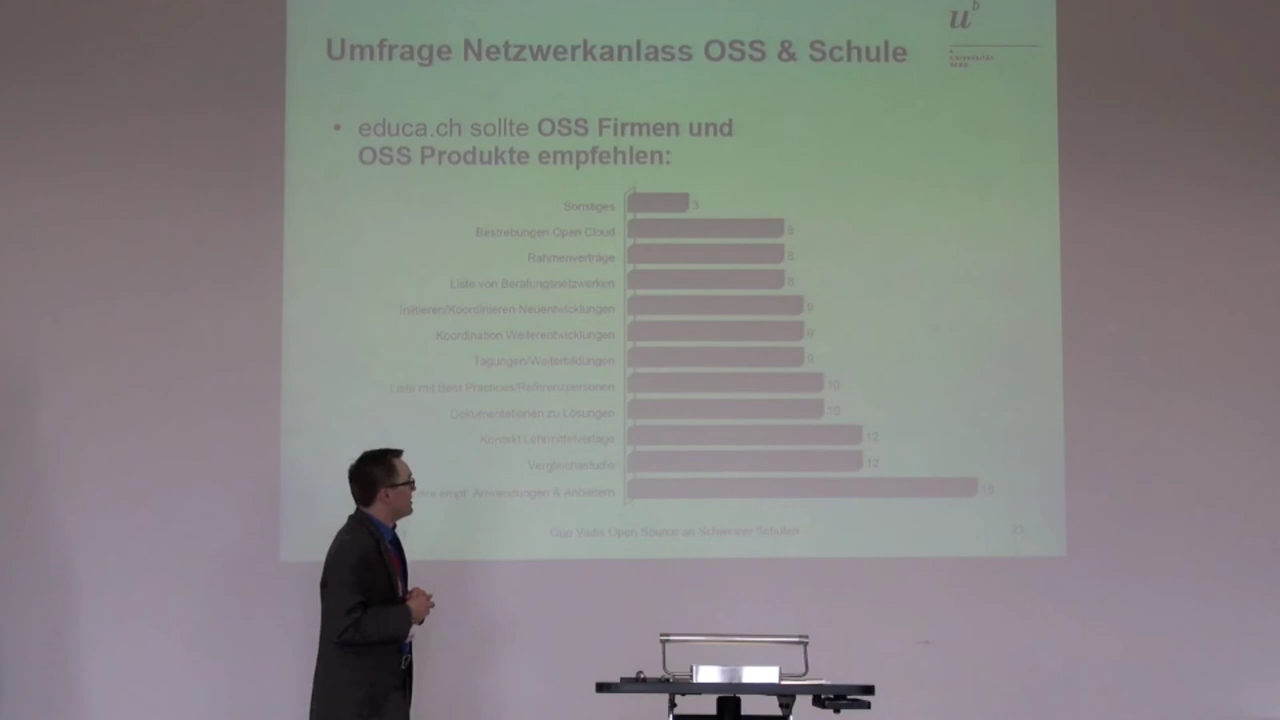 u^b
Umfrage Netzwerkanlass OSS & Schule
• educa.ch sollte OSS Firmen und
OSS Produkte empfehlen:
Sonstiges 3
Bestrebungen Open Cloud 8
Rahmenverträge 8
Liste von Beratungsnetzwerken 8
Initiieren/Koordinieren Neuentwicklungen 9
Koordination Weiterentwicklungen 9
Tagungen/Weiterbildungen 9
Liste mit Best Practices/Referenzpersonen 10
Dokumentationen zu Lösungen 10
Kontakt Lehrmittelverlage 12
Vergleichsstudie 12
empf. Anwendungen & Anbietern
Quo Vadis Open Source an Schweizer Schulen